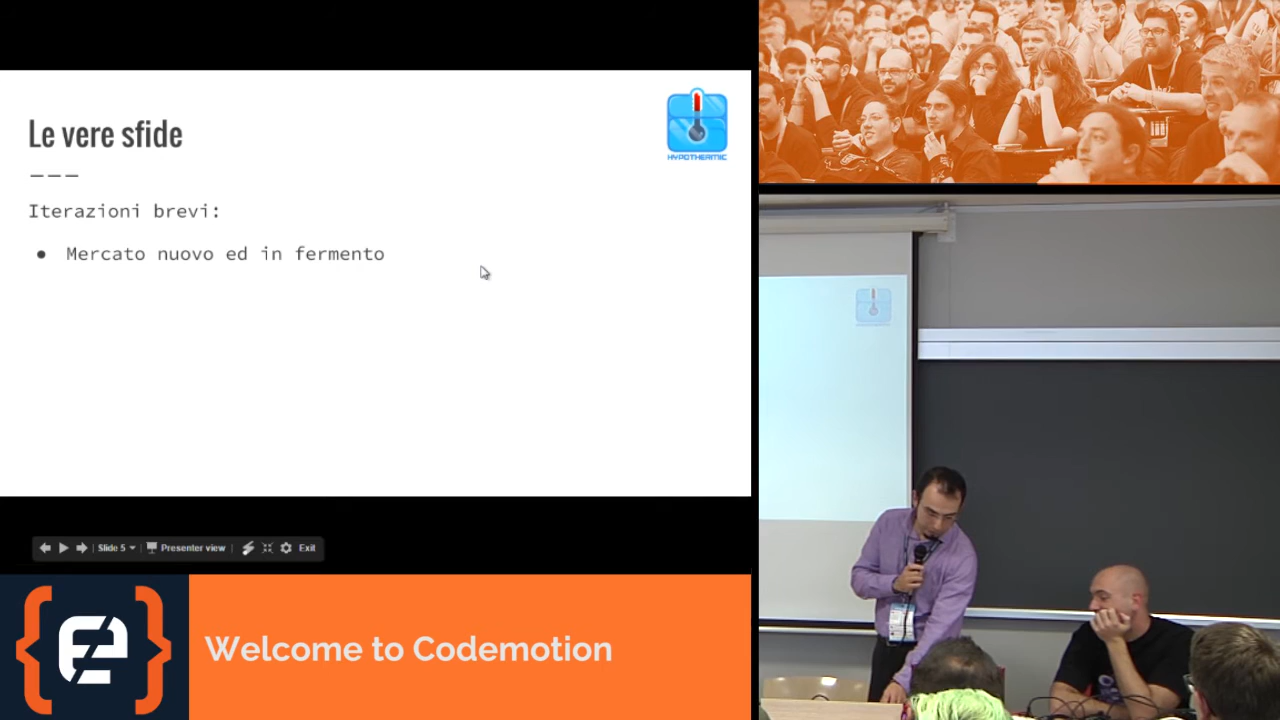 Le vere sfide
———
Iterazioni brevi:
● Mercato nuovo ed in fermento
HYPOTHERMIC
Slide 5
Presenter view
Exit
Welcome to Codemotion